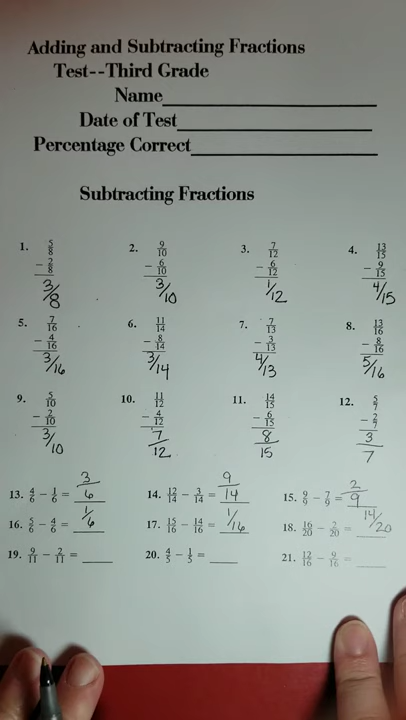 Adding and Subtracting Fractions
Test--Third Grade
Name____________________
Date of Test____________________
Percentage Correct____________________
Subtracting Fractions
1. 5/8 - 2/8 3/8
2. 9/10 - 6/10 3/10
3. 7/12 - 6/12 1/12
4. 13/15 - 9/15 4/15
5. 7/16 - 4/16 3/16
6. 11/14 - 8/14 3/14
7. 7/13 - 3/13 4/13
8. 13/16 - 8/16 5/16
9. 5/10 - 2/10 3/10
10. 11/12 - 4/12 7/12
11. 14/15 - 6/15 8/15
12. 5/7 - 2/7 3/7
13. 4/6 - 1/6 = 3/6
14. 12/14 - 3/14 = 9/14
15. 9/9 - 7/9 = 2/9
16. 5/6 - 4/6 = 1/6
17. 15/16 - 14/16 = 1/16
18. 16/20 - 2/20 = 14/20
19. 9/11 - 2/11 = ____
20. 4/5 - 1/5 = ____
21. 12/16 - 9/16 = ____